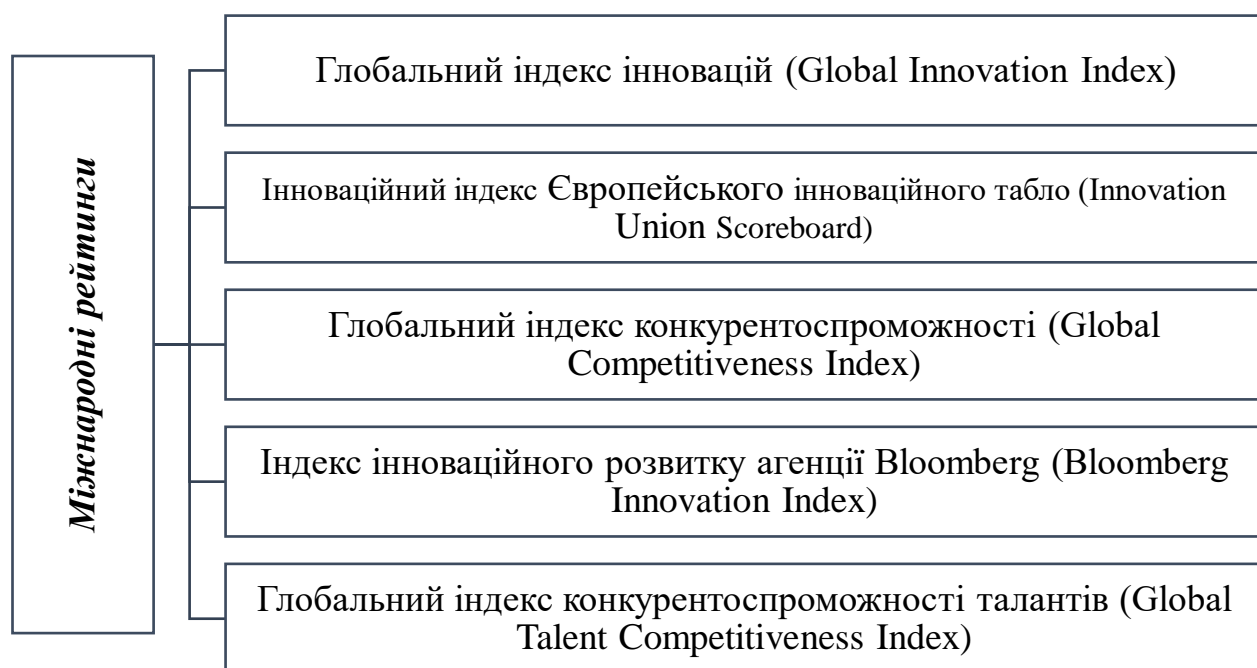 Міжнародні рейтинги
Глобальний індекс інновацій (Global Innovation Index)
Інноваційний індекс Європейського інноваційного табло (Innovation
Union Scoreboard)
Глобальний індекс конкурентоспроможності (Global
Competitiveness Index)
Індекс інноваційного розвитку агенції Bloomberg (Bloomberg
Innovation Index)
Глобальний індекс конкурентоспроможності талантів (Global
Talent Competitiveness Index)